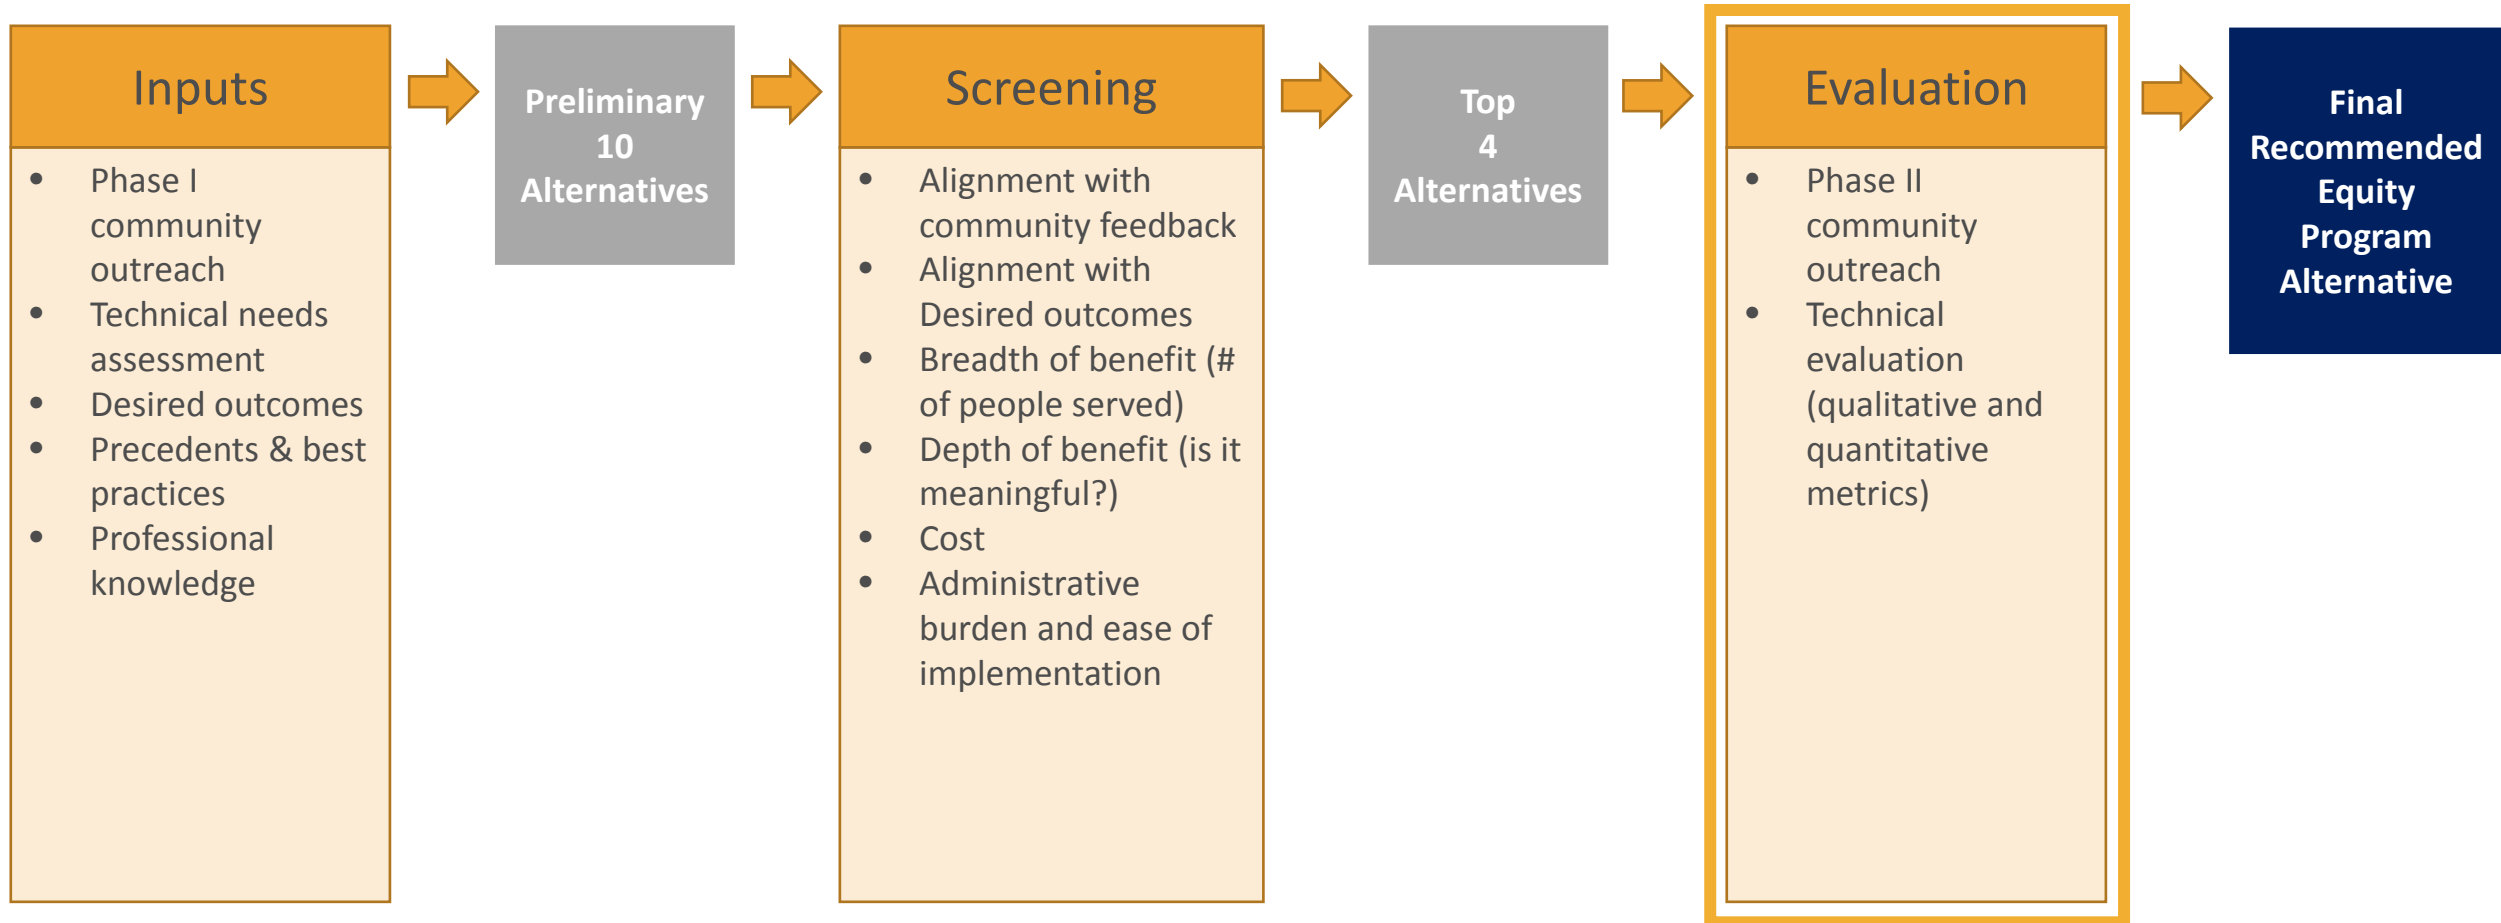 Inputs
• Phase I
community
outreach
• Technical needs
assessment
• Desired outcomes
• Precedents & best
practices
• Professional
knowledge
Preliminary
10
Alternatives
Screening
• Alignment with
community feedback
• Alignment with
Desired outcomes
• Breadth of benefit (#
of people served)
• Depth of benefit (is it
meaningful?)
• Cost
• Administrative
burden and ease of
implementation
Top
4
Alternatives
Evaluation
• Phase II
community
outreach
• Technical
evaluation
(qualitative and
quantitative
metrics)
Final
Recommended
Equity
Program
Alternative